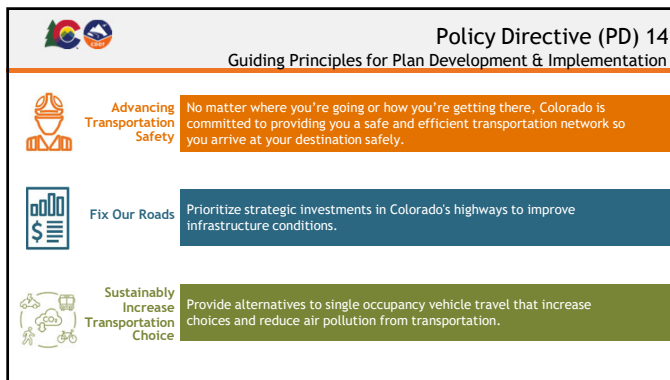 Policy Directive (PD) 14
Guiding Principles for Plan Development & Implementation
Advancing
Transportation
Safety
No matter where you're going or how you're getting there, Colorado is
committed to providing you a safe and efficient transportation network so
you arrive at your destination safely.
Fix Our Roads
Prioritize strategic investments in Colorado's highways to improve
infrastructure conditions.
Sustainably
Increase
Transportation
Choice
Provide alternatives to single occupancy vehicle travel that increase
choices and reduce air pollution from transportation.
CO₂